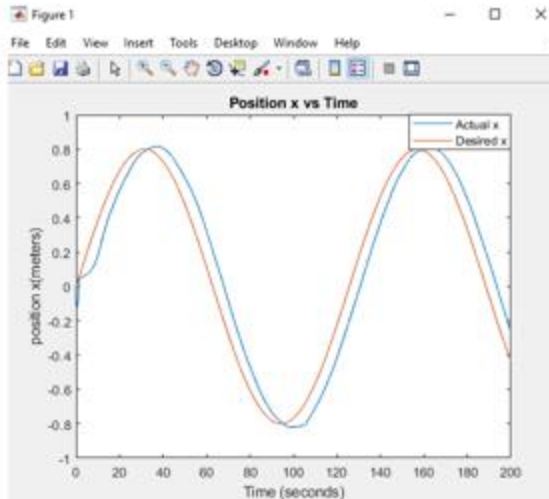 Figure 1
File Edit View Insert Tools Desktop Window Help
Position x vs Time
Actual x
Desired x
1
0.8
0.6
0.4
0.2
0
-0.2
-0.4
-0.6
-0.8
-1
position x(meters)
0 20 40 60 80 100 120 140 160 180 200
Time (seconds)